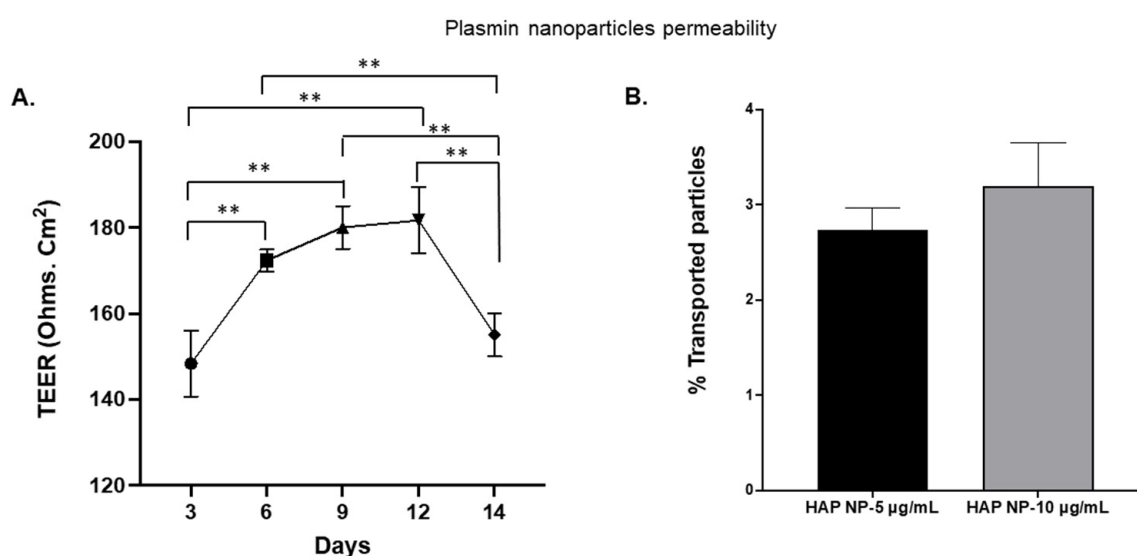 Plasmin nanoparticles permeability
A.
**
**
**
**
**
**
200
180
160
140
120
TEER (Ohms. Cm²)
3 6 9 12 14
Days
B.
4
3
2
1
0
% Transported particles
HAP NP-5 µg/mL HAP NP-10 µg/mL